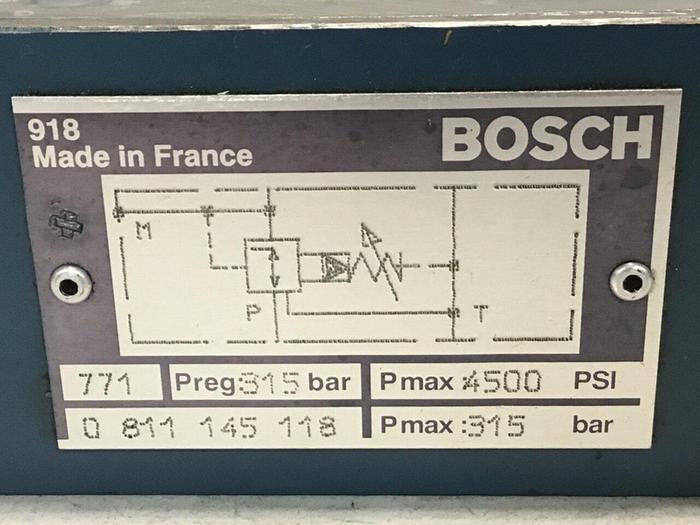 918
Made in France
BOSCH
M
P
T
771
Preg:315 bar
Pmax :4500 PSI
0 811 145 118
Pmax :315 bar